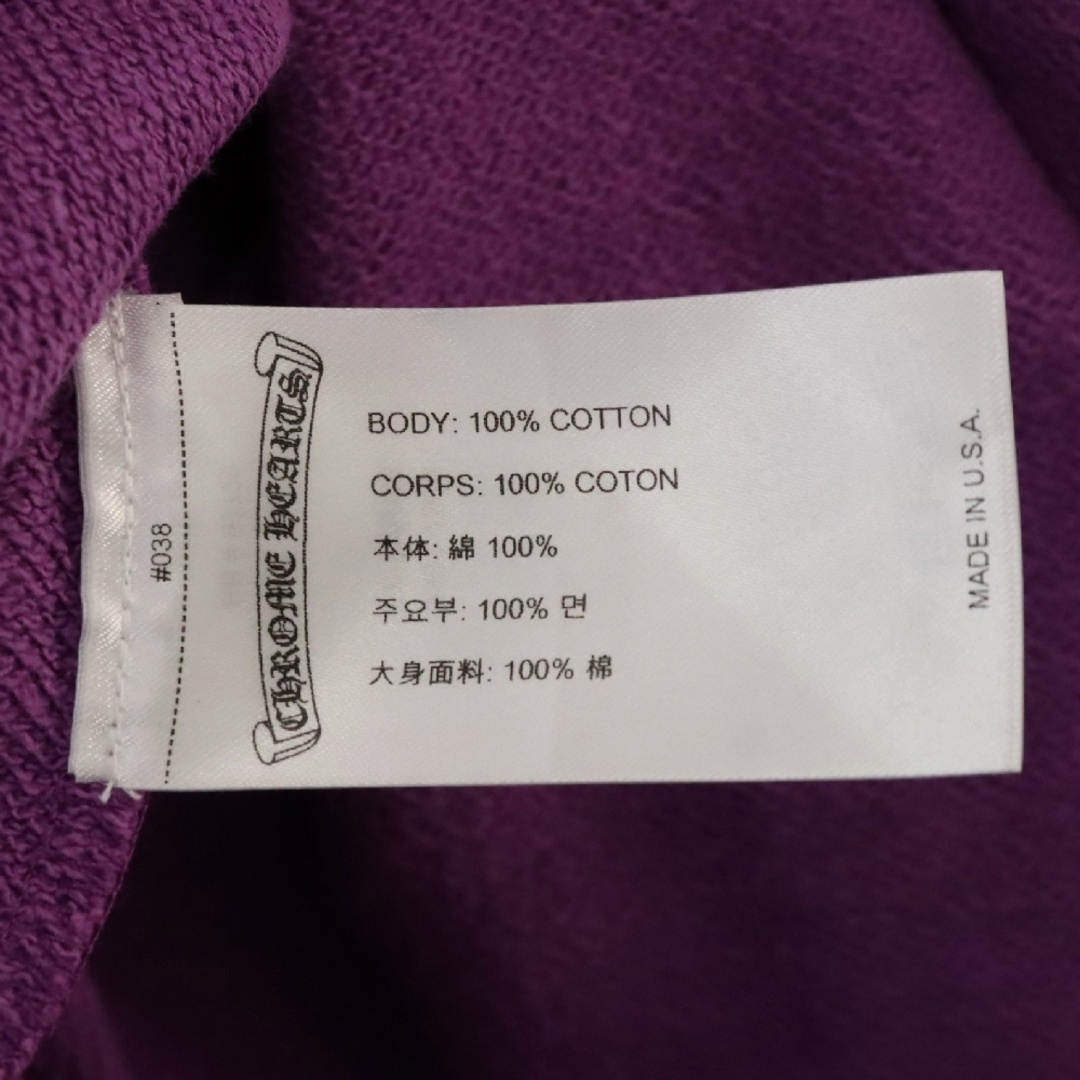 #038
CHROME HEARTS
BODY: 100% COTTON
CORPS: 100% COTON
本体: 綿 100%
주요부: 100% 면
大身面料: 100% 棉
MADE IN U.S.A.